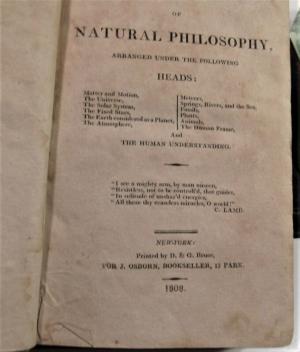 OF
NATURAL PHILOSOPHY,
ARRANGED UNDER THE FOLLOWING
HEADS:
Matter and Motion,
The Universe,
The Solar System,
The Fixed Stars,
The Earth considered as a Planet,
The Atmosphere,
Meteors,
Springs, Rivers, and the Sea,
Fossils,
Plants,
Animals,
The Human Frame,
And
THE HUMAN UNDERSTANDING.
"I see a mighty arm, by man unseen,
"Resistless, not to be controul'd, that guides,
"In solitude of unshar'd energies,
"All these thy ceaseless miracles, O world!"
C. LAMB.
NEW-YORK:
Printed by D. & G. Bruce,
FOR J. OSBORN, BOOKSELLER, 13 PARK.
1808.